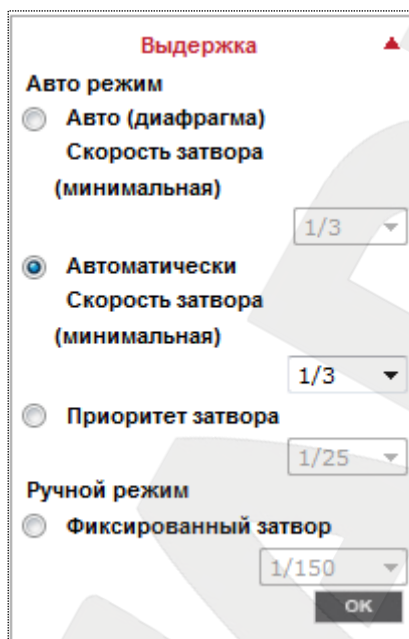 Выдержка
Авто режим
Авто (диафрагма)
Скорость затвора
(минимальная)
1/3
Автоматически
Скорость затвора
(минимальная)
1/3
Приоритет затвора
1/25
Ручной режим
Фиксированный затвор
1/150
ОК